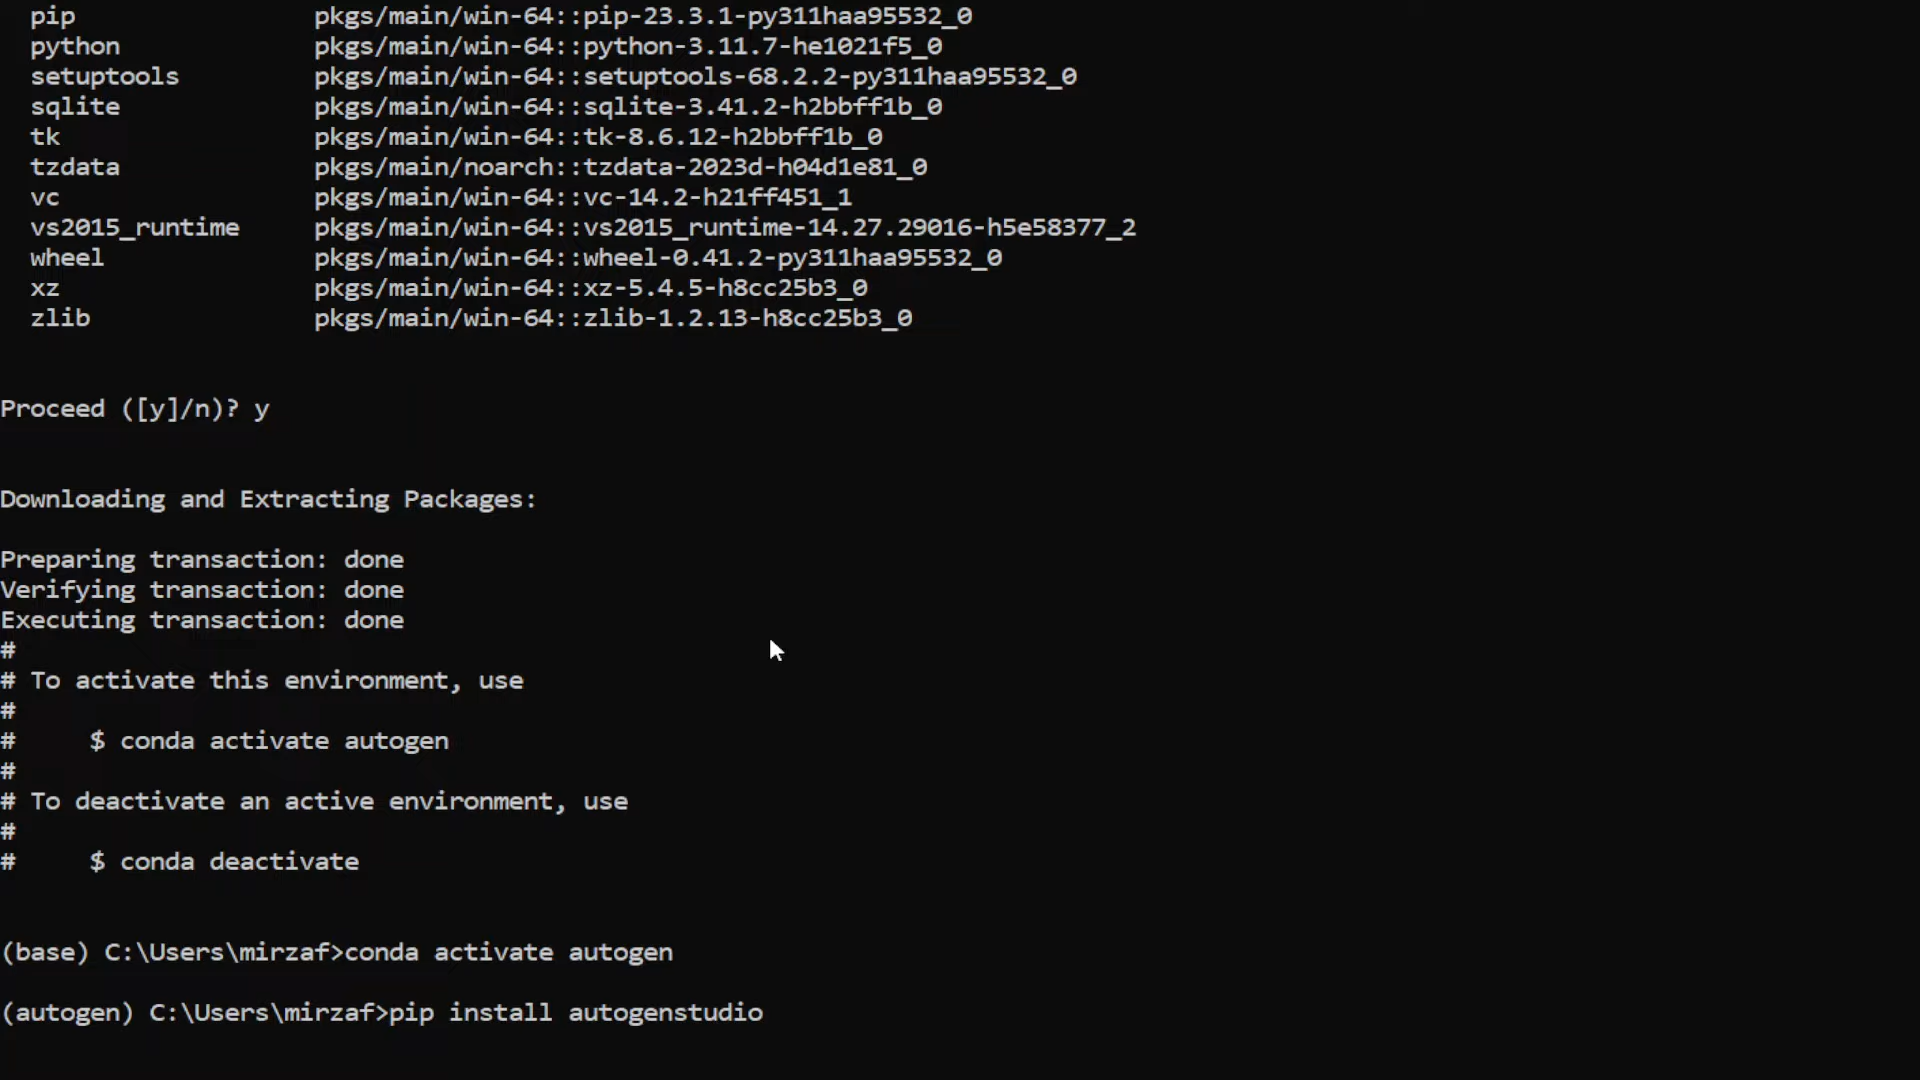 pip                pkgs/main/win-64::pip-23.3.1-py311haa95532_0
python             pkgs/main/win-64::python-3.11.7-he1021f5_0
setuptools         pkgs/main/win-64::setuptools-68.2.2-py311haa95532_0
sqlite             pkgs/main/win-64::sqlite-3.41.2-h2bbff1b_0
tk                 pkgs/main/win-64::tk-8.6.12-h2bbff1b_0
tzdata             pkgs/main/noarch::tzdata-2023d-h04d1e81_0
vc                 pkgs/main/win-64::vc-14.2-h21ff451_1
vs2015_runtime     pkgs/main/win-64::vs2015_runtime-14.27.29016-h5e58377_2
wheel              pkgs/main/win-64::wheel-0.41.2-py311haa95532_0
xz                 pkgs/main/win-64::xz-5.4.5-h8cc25b3_0
zlib               pkgs/main/win-64::zlib-1.2.13-h8cc25b3_0
Proceed ([y]/n)? y
Downloading and Extracting Packages:
Preparing transaction: done
Verifying transaction: done
Executing transaction: done
#
# To activate this environment, use
#
#     $ conda activate autogen
#
# To deactivate an active environment, use
#
#     $ conda deactivate
(base) C:\Users\mirzaf>conda activate autogen
(autogen) C:\Users\mirzaf>pip install autogenstudio